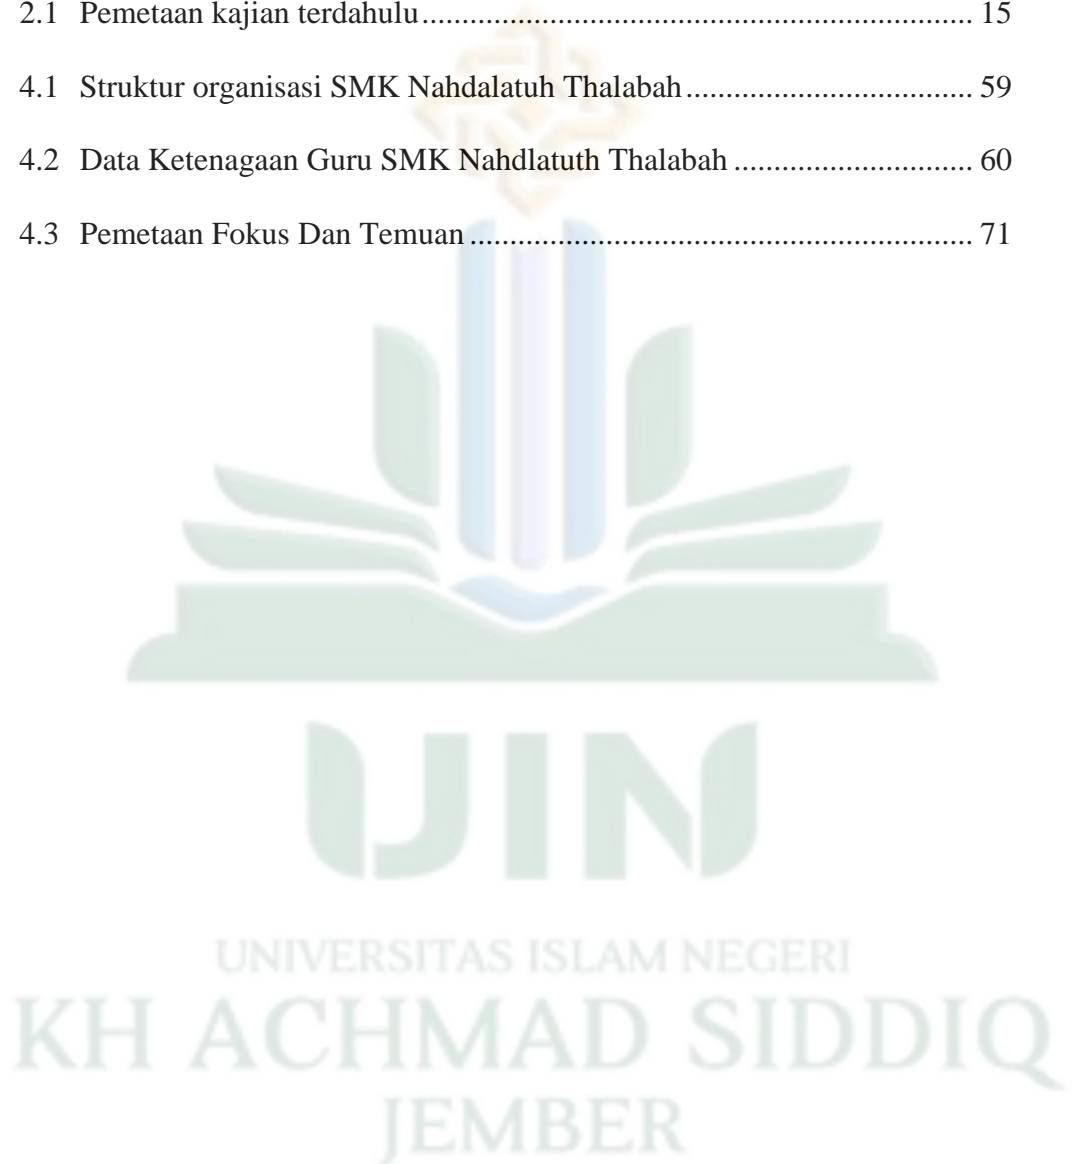 2.1 Pemetaan kajian terdahulu..................................................................... 15
4.1 Struktur organisasi SMK Nahdalatuh Thalabah.................................... 59
4.2 Data Ketenagaan Guru SMK Nahdlatuth Thalabah.............................. 60
4.3 Pemetaan Fokus Dan Temuan............................................................... 71
UIN
UNIVERSITAS ISLAM NEGERI
KH ACHMAD SIDDIQ
JEMBER